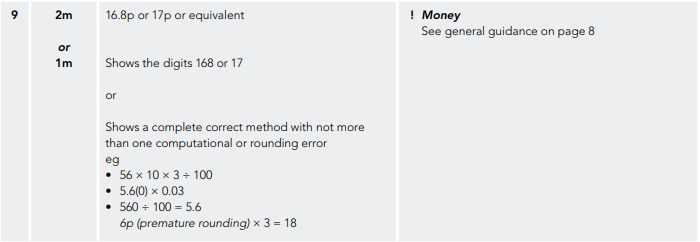 9
2m
16.8p or 17p or equivalent
! Money
See general guidance on page 8
or
1m
Shows the digits 168 or 17
or
Shows a complete correct method with not more
than one computational or rounding error
eg
• 56 × 10 × 3 ÷ 100
• 5.6(0) × 0.03
• 560 ÷ 100 = 5.6
6p (premature rounding) × 3 = 18